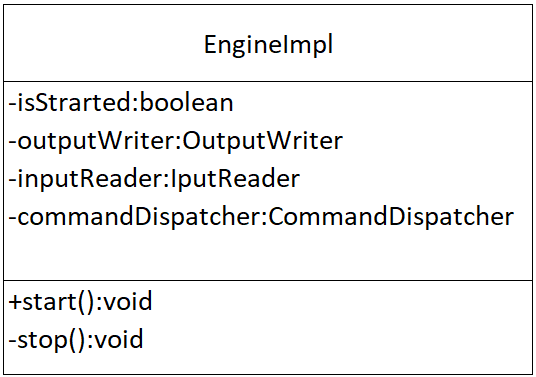 EngineImpl
-isStrarted:boolean
-outputWriter:OutputWriter
-inputReader:IputReader
-commandDispatcher:CommandDispatcher
+start():void
-stop():void